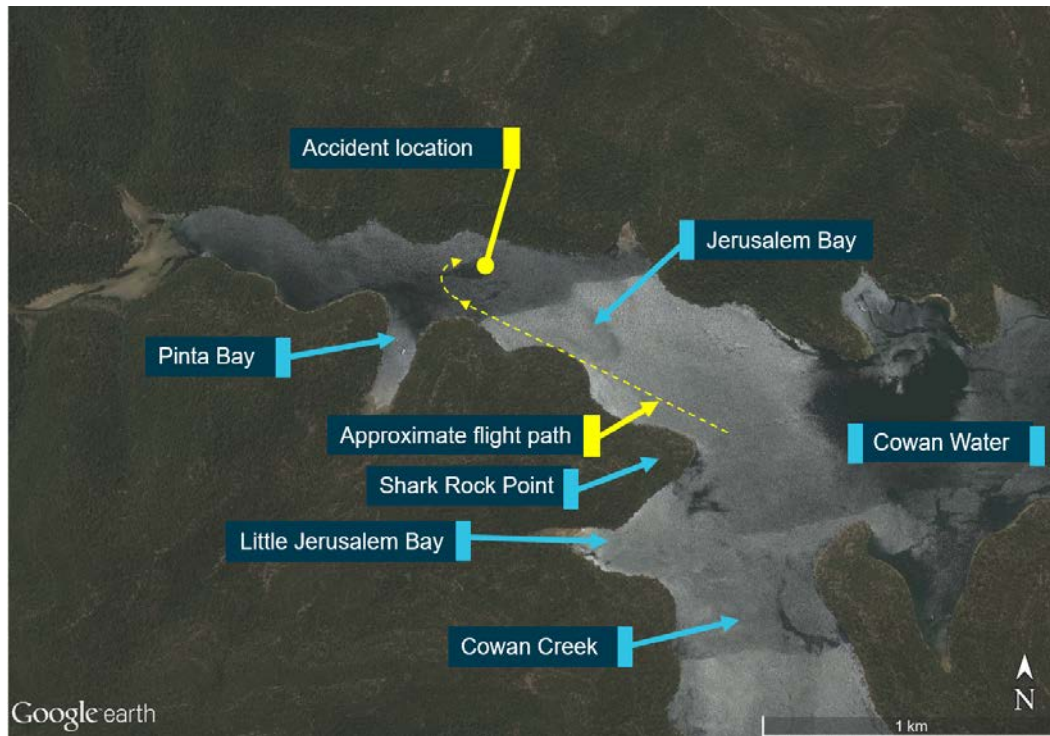 Accident location
Jerusalem Bay
Pinta Bay
Approximate flight path
Cowan Water
Shark Rock Point
Little Jerusalem Bay
Cowan Creek
N
Google earth
1 km